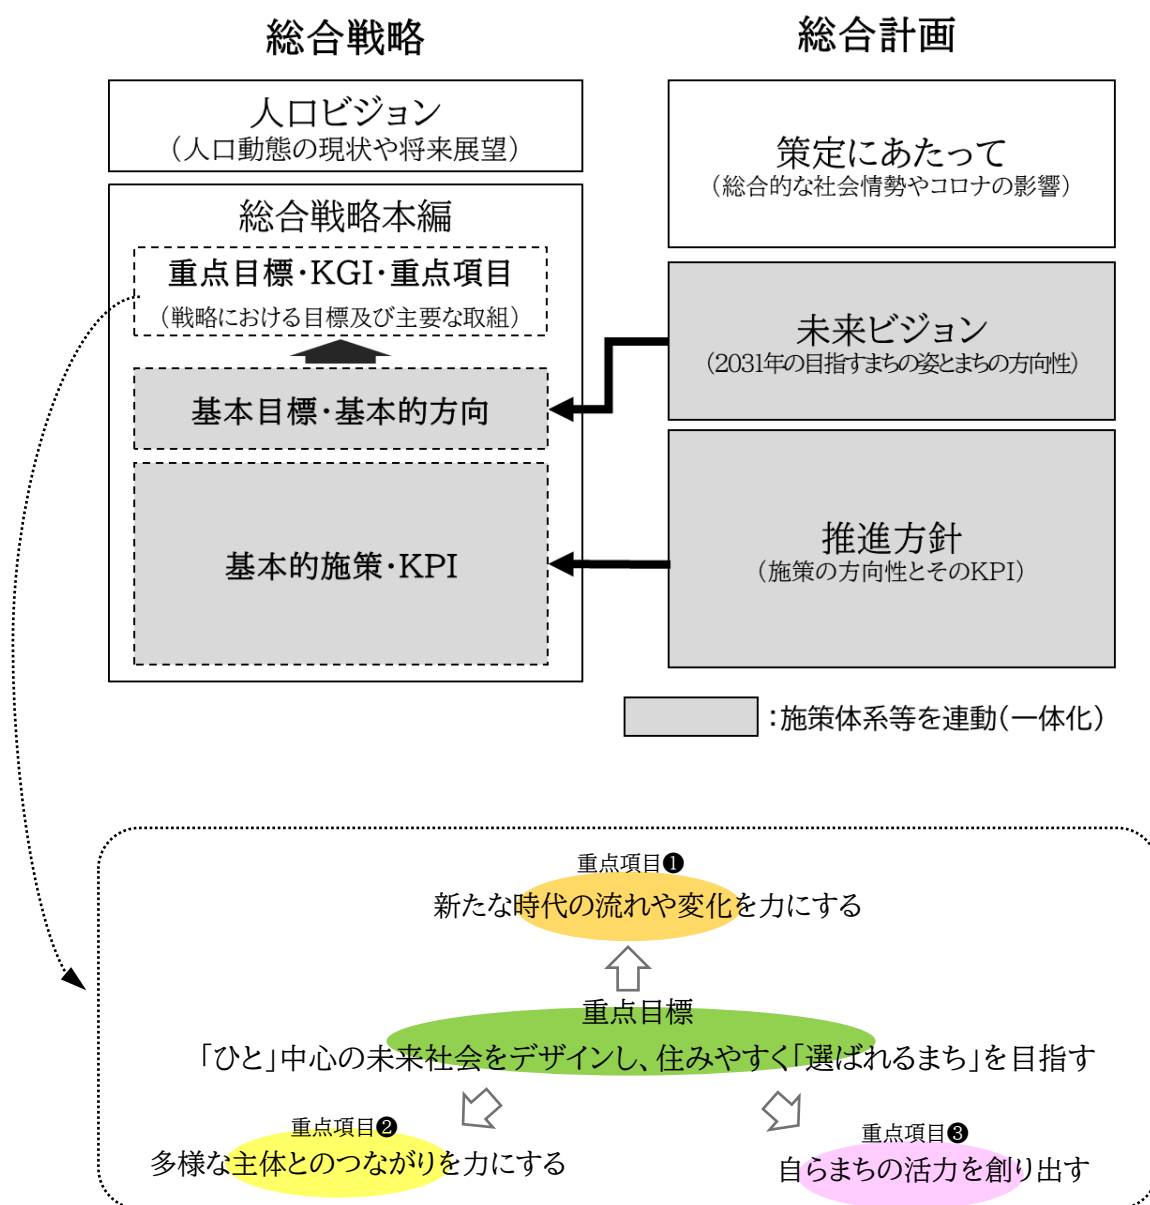 総合戦略
人口ビジョン
（人口動態の現状や将来展望）
総合戦略本編
重点目標・KGI・重点項目
（戦略における目標及び主要な取組）
基本目標・基本的方向
基本的施策・KPI
総合計画
策定にあたって
（総合的な社会情勢やコロナの影響）
未来ビジョン
（2031年の目指すまちの姿とまちの方向性）
推進方針
（施策の方向性とそのKPI）
：施策体系等を連動（一体化）
重点項目❶
新たな時代の流れや変化を力にする
重点目標
「ひと」中心の未来社会をデザインし、住みやすく「選ばれるまち」を目指す
重点項目❷
多様な主体とのつながりを力にする
重点項目❸
自らまちの活力を創り出す